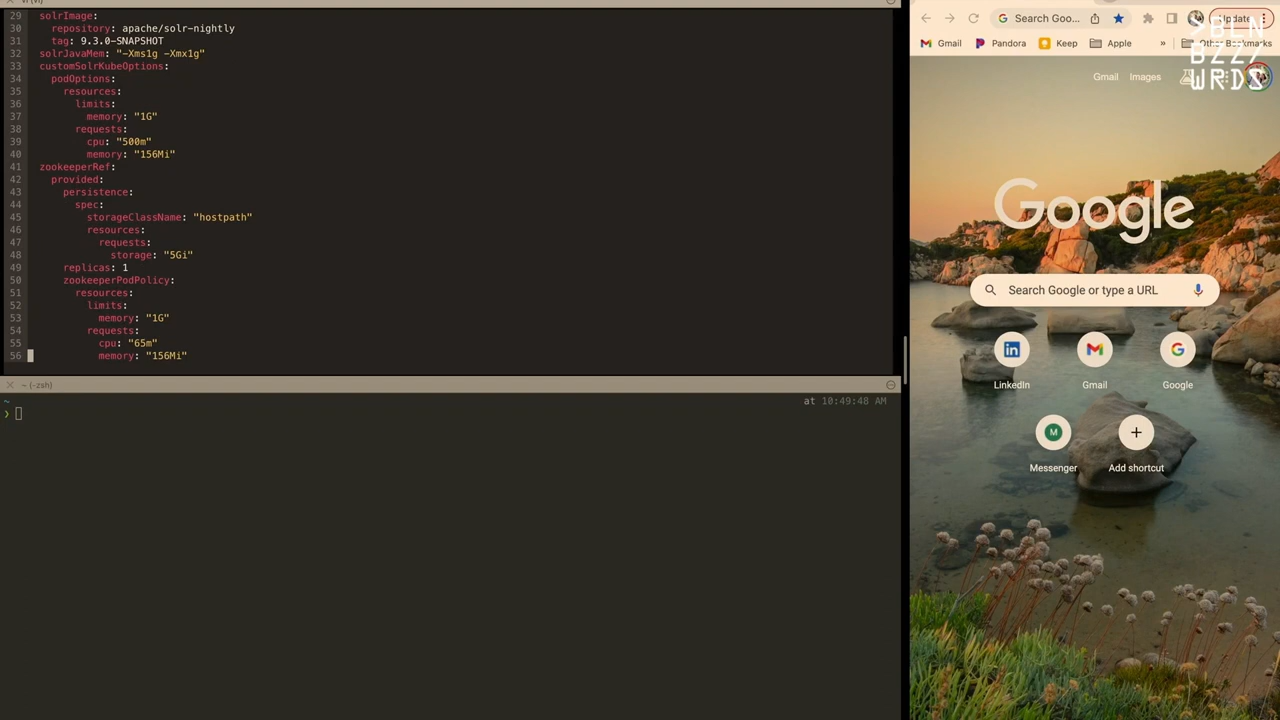 vi (vi)
29 solrImage:
30 repository: apache/solr-nightly
31 tag: 9.3.0-SNAPSHOT
32 solrJavaMem: "-Xms1g -Xmx1g"
33 customSolrKubeOptions:
34 podOptions:
35 resources:
36 limits:
37 memory: "1G"
38 requests:
39 cpu: "500m"
40 memory: "156Mi"
41 zookeeperRef:
42 provided:
43 persistence:
44 spec:
45 storageClassName: "hostpath"
46 resources:
47 requests:
48 storage: "5Gi"
49 replicas: 1
50 zookeeperPodPolicy:
51 resources:
52 limits:
53 memory: "1G"
54 requests:
55 cpu: "65m"
56 memory: "156Mi"
~ (-zsh)
~ at 10:49:48 AM
❯
Search Goo... Update
Gmail Pandora Keep Apple » Other Bookmarks
>BLN
BZZ/
WRDS
Gmail Images
Google
Search Google or type a URL
LinkedIn Gmail Google
M
Messenger Add shortcut